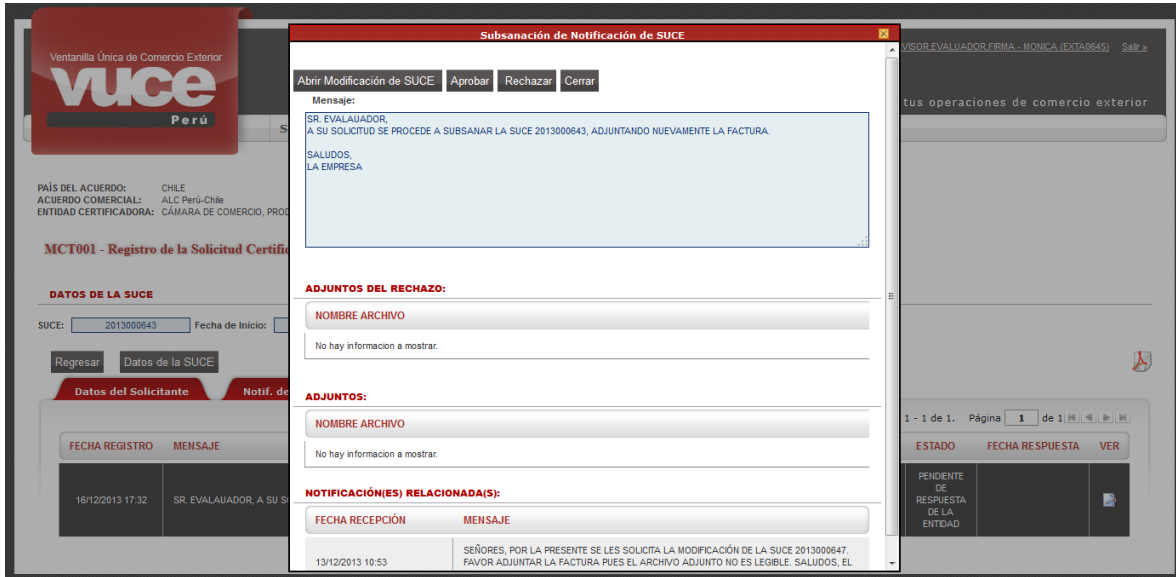 Subsanación de Notificación de SUCE
Ventanilla Única de Comercio Exterior
vuce
Perú
VISOR,EVALUADOR,FIRMA - MONICA (EXTA0645) Salir »
tus operaciones de comercio exterior
S
Abrir Modificación de SUCE Aprobar Rechazar Cerrar
Mensaje:
SR. EVALAUADOR,
A SU SOLICITUD SE PROCEDE A SUBSANAR LA SUCE 2013000643, ADJUNTANDO NUEVAMENTE LA FACTURA.
SALUDOS,
LA EMPRESA
PAÍS DEL ACUERDO: CHILE
ACUERDO COMERCIAL: ALC Perú-Chile
ENTIDAD CERTIFICADORA: CÁMARA DE COMERCIO, PROD
MCT001 - Registro de la Solicitud Certific
DATOS DE LA SUCE
SUCE: 2013000643 Fecha de Inicio:
Regresar Datos de la SUCE
Datos del Solicitante Notif. de
ADJUNTOS DEL RECHAZO:
NOMBRE ARCHIVO
No hay informacion a mostrar.
ADJUNTOS:
NOMBRE ARCHIVO
No hay informacion a mostrar.
1 - 1 de 1. Página 1 de 1
FECHA REGISTRO MENSAJE ESTADO FECHA RESPUESTA VER
16/12/2013 17:32 SR. EVALAUADOR, A SU S
PENDIENTE
DE
RESPUESTA
DE LA
ENTIDAD
NOTIFICACIÓN(ES) RELACIONADA(S):
FECHA RECEPCIÓN MENSAJE
13/12/2013 10:53 SEÑORES, POR LA PRESENTE SE LES SOLICITA LA MODIFICACIÓN DE LA SUCE 2013000647.
FAVOR ADJUNTAR LA FACTURA PUES EL ARCHIVO ADJUNTO NO ES LEGIBLE. SALUDOS, EL